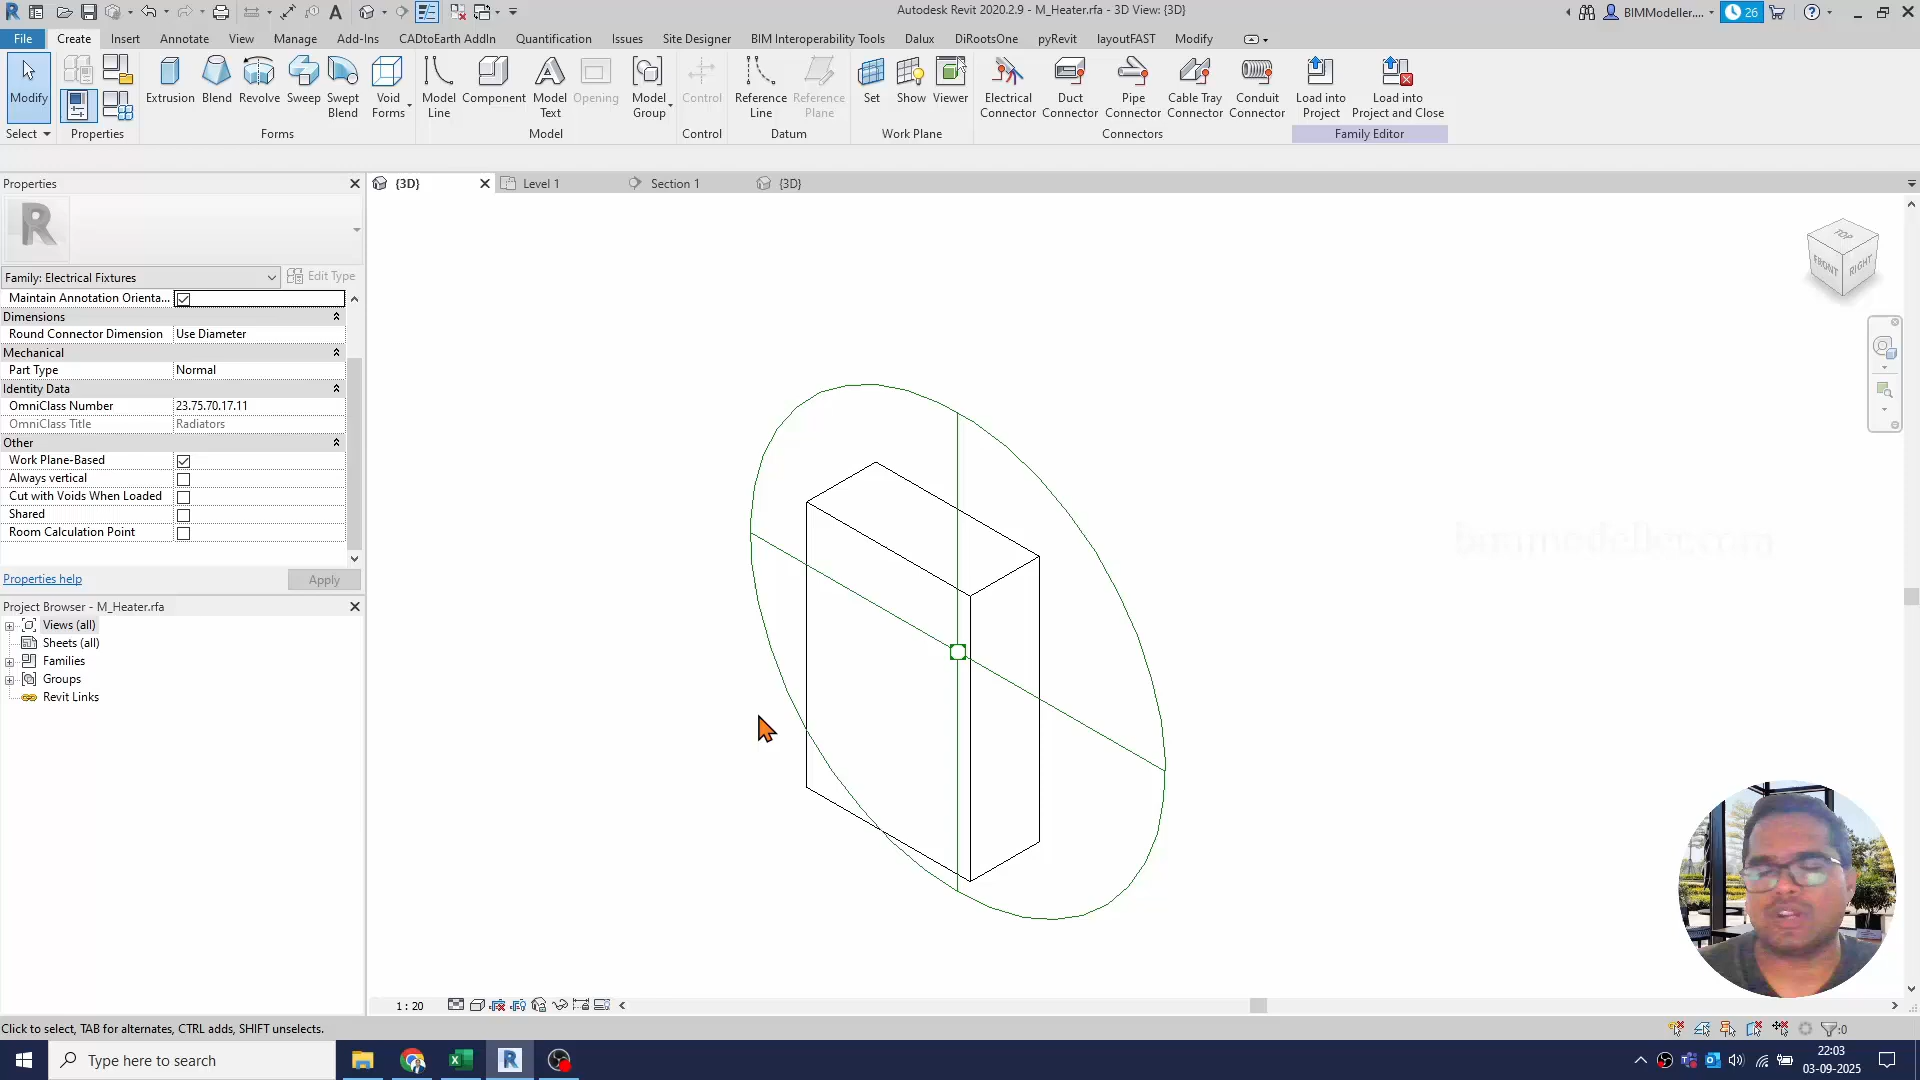 Autodesk Revit 2020.2.9 - M_Heater.rfa - 3D View: {3D}
BIMModeller....
26
File Create Insert Annotate View Manage Add-Ins CADtoEarth AddIn Quantification Issues Site Designer BIM Interoperability Tools Dalux DiRootsOne pyRevit layoutFAST Modify
Modify
Extrusion Blend Revolve Sweep Swept Blend Void Forms
Model Line Component Model Text Opening Model Group
Control
Reference Line Reference Plane
Set Show Viewer
Electrical Connector Duct Connector Pipe Connector Cable Tray Connector Conduit Connector
Load into Project Load into Project and Close
Select Properties Forms Model Control Datum Work Plane Connectors Family Editor
Properties
{3D} Level 1 Section 1 {3D}
R
Family: Electrical Fixtures Edit Type
Maintain Annotation Orienta...
Dimensions
Round Connector Dimension Use Diameter
Mechanical
Part Type Normal
Identity Data
OmniClass Number 23.75.70.17.11
OmniClass Title Radiators
Other
Work Plane-Based
Always vertical
Cut with Voids When Loaded
Shared
Room Calculation Point
Properties help Apply
Project Browser - M_Heater.rfa
Views (all)
Sheets (all)
Families
Groups
Revit Links
TOP
FRONT RIGHT
bimmodeller.com
1 : 20
Click to select, TAB for alternates, CTRL adds, SHIFT unselects.
:0
Type here to search
22:03
03-09-2025